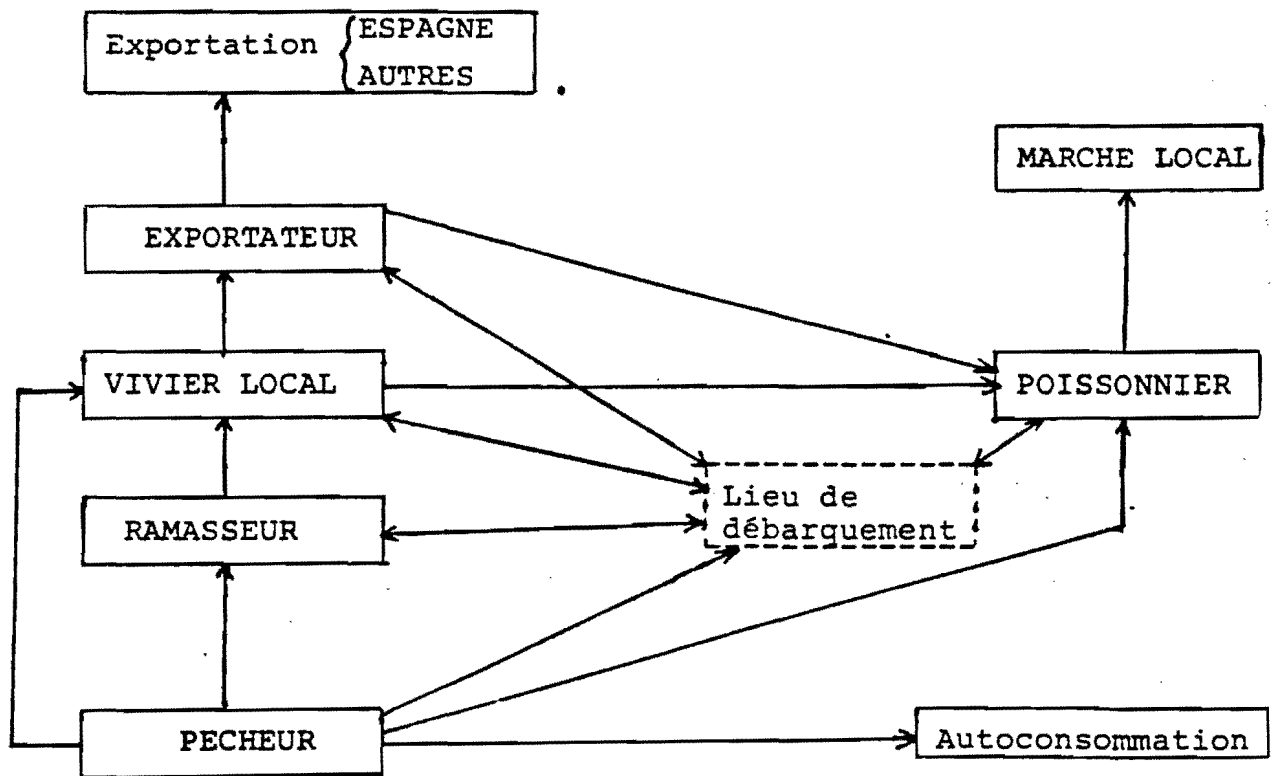 Exportation { ESPAGNE
AUTRES
MARCHE LOCAL
EXPORTATEUR
VIVIER LOCAL
POISSONNIER
Lieu de
débarquement
RAMASSEUR
PECHEUR
Autoconsommation